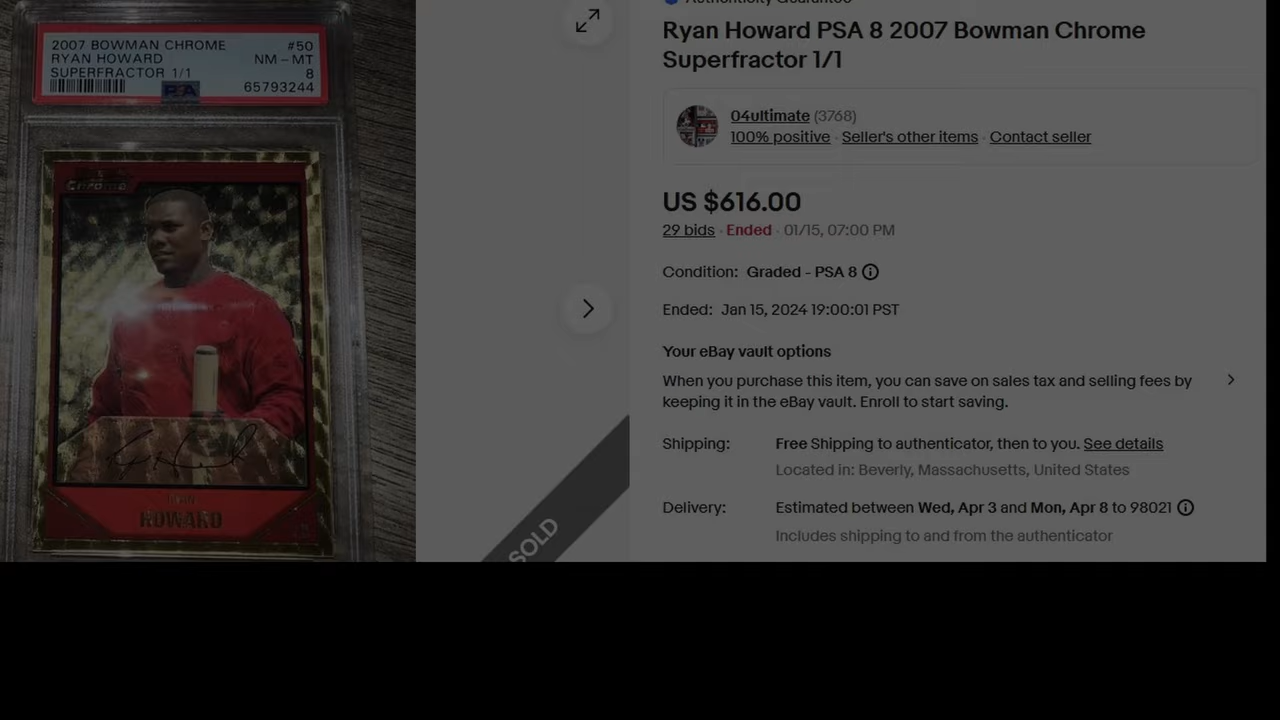 2007 BOWMAN CHROME #50
RYAN HOWARD NM - MT
SUPERFRACTOR 1/1 8
PSA 65793244
Chrome
RYAN
HOWARD
SOLD
Authenticity Guarantee
Ryan Howard PSA 8 2007 Bowman Chrome
Superfractor 1/1
04ultimate (3768)
100% positive · Seller's other items · Contact seller
US $616.00
29 bids · Ended · 01/15, 07:00 PM
Condition: Graded - PSA 8
Ended: Jan 15, 2024 19:00:01 PST
Your eBay vault options
When you purchase this item, you can save on sales tax and selling fees by
keeping it in the eBay vault. Enroll to start saving.
Shipping: Free Shipping to authenticator, then to you. See details
Located in: Beverly, Massachusetts, United States
Delivery: Estimated between Wed, Apr 3 and Mon, Apr 8 to 98021
Includes shipping to and from the authenticator